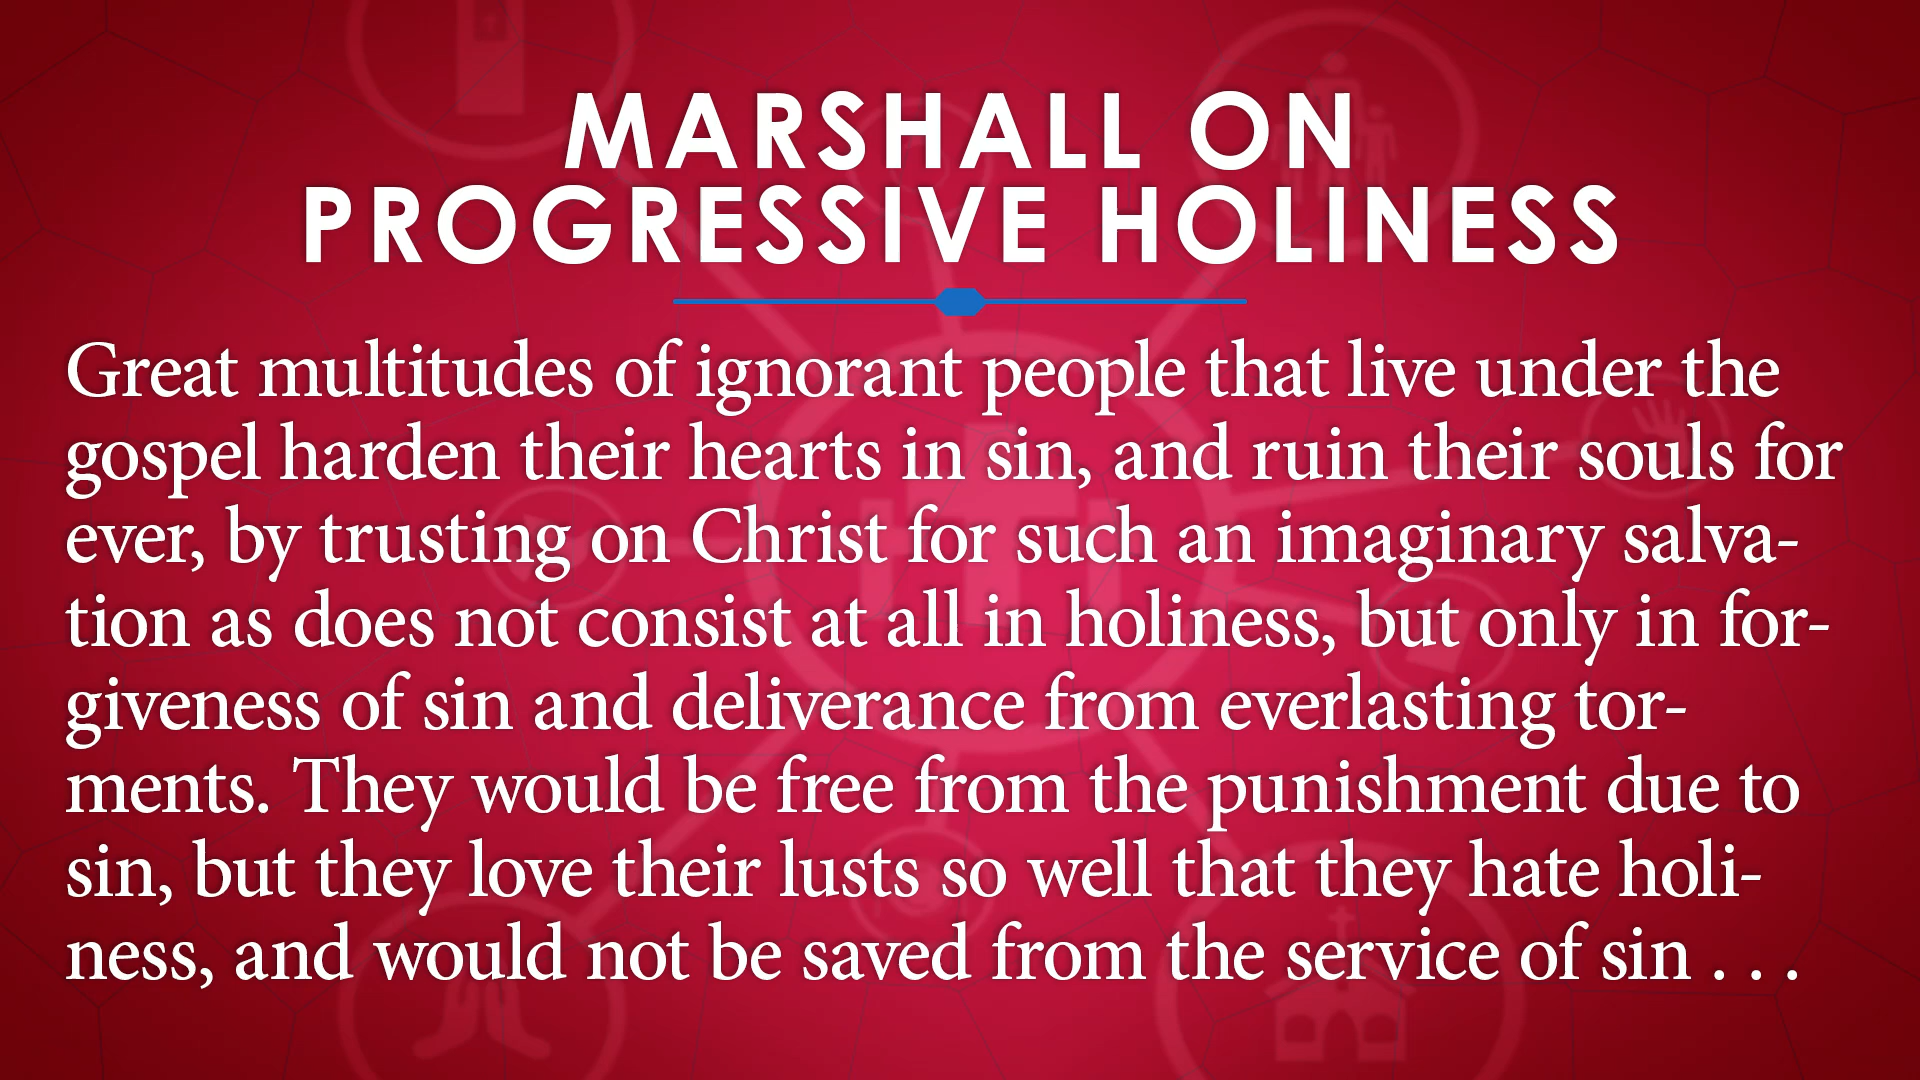 MARSHALL ON
PROGRESSIVE HOLINESS
Great multitudes of ignorant people that live under the
gospel harden their hearts in sin, and ruin their souls for
ever, by trusting on Christ for such an imaginary salva-
tion as does not consist at all in holiness, but only in for-
giveness of sin and deliverance from everlasting tor-
ments. They would be free from the punishment due to
sin, but they love their lusts so well that they hate holi-
ness, and would not be saved from the service of sin . . .